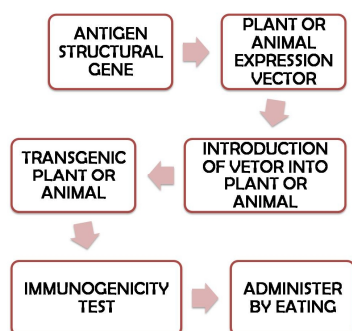 ANTIGEN
STRUCTURAL
GENE
PLANT OR
ANIMAL
EXPRESSION
VECTOR
INTRODUCTION
OF VETOR INTO
PLANT OR
ANIMAL
TRANSGENIC
PLANT OR
ANIMAL
IMMUNOGENICITY
TEST
ADMINISTER
BY EATING